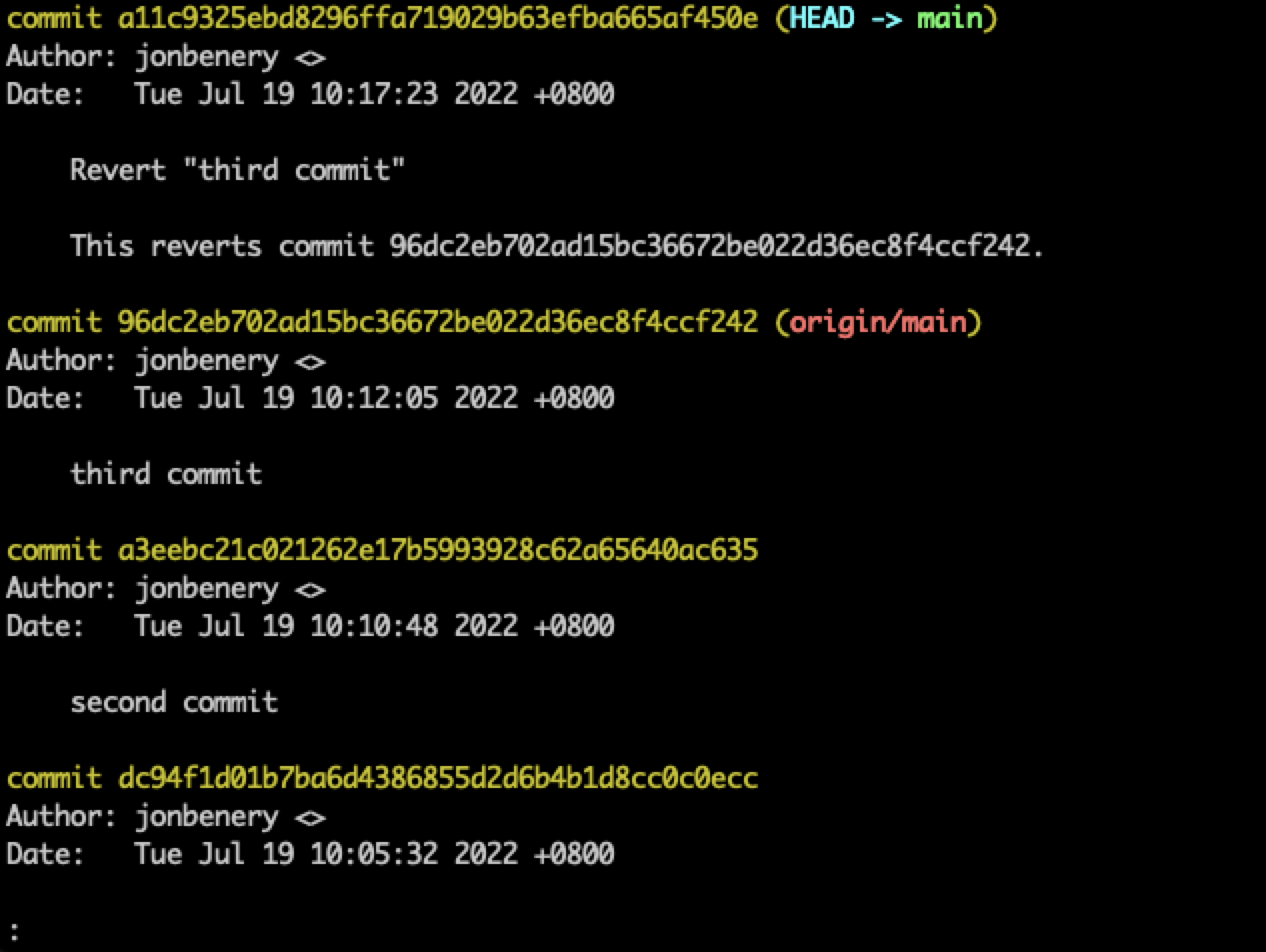 commit a11c9325ebd8296ffa719029b63efba665af450e (HEAD -> main)
Author: jonbenery <>
Date:   Tue Jul 19 10:17:23 2022 +0800
Revert "third commit"
This reverts commit 96dc2eb702ad15bc36672be022d36ec8f4ccf242.
commit 96dc2eb702ad15bc36672be022d36ec8f4ccf242 (origin/main)
Author: jonbenery <>
Date:   Tue Jul 19 10:12:05 2022 +0800
third commit
commit a3eebc21c021262e17b5993928c62a65640ac635
Author: jonbenery <>
Date:   Tue Jul 19 10:10:48 2022 +0800
second commit
commit dc94f1d01b7ba6d4386855d2d6b4b1d8cc0c0ecc
Author: jonbenery <>
Date:   Tue Jul 19 10:05:32 2022 +0800
: